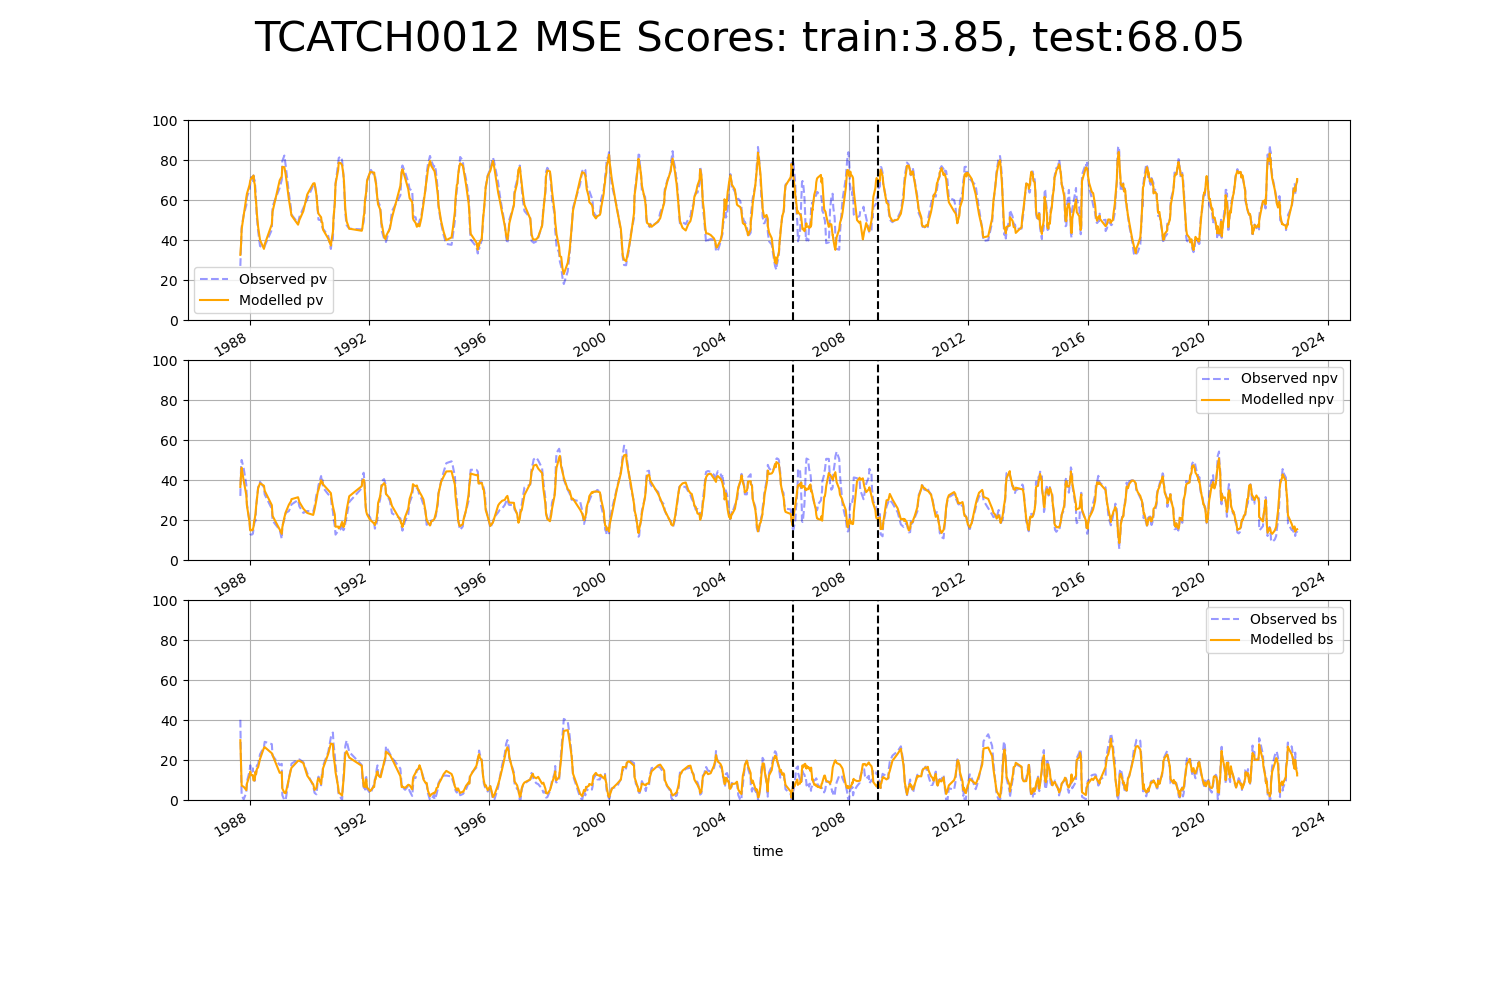 TCATCH0012 MSE Scores: train:3.85, test:68.05
100
80
60
40
20
0
Observed pv
Modelled pv
1988 1992 1996 2000 2004 2008 2012 2016 2020 2024
100
80
60
40
20
0
Observed npv
Modelled npv
1988 1992 1996 2000 2004 2008 2012 2016 2020 2024
100
80
60
40
20
0
Observed bs
Modelled bs
1988 1992 1996 2000 2004 2008 2012 2016 2020 2024
time